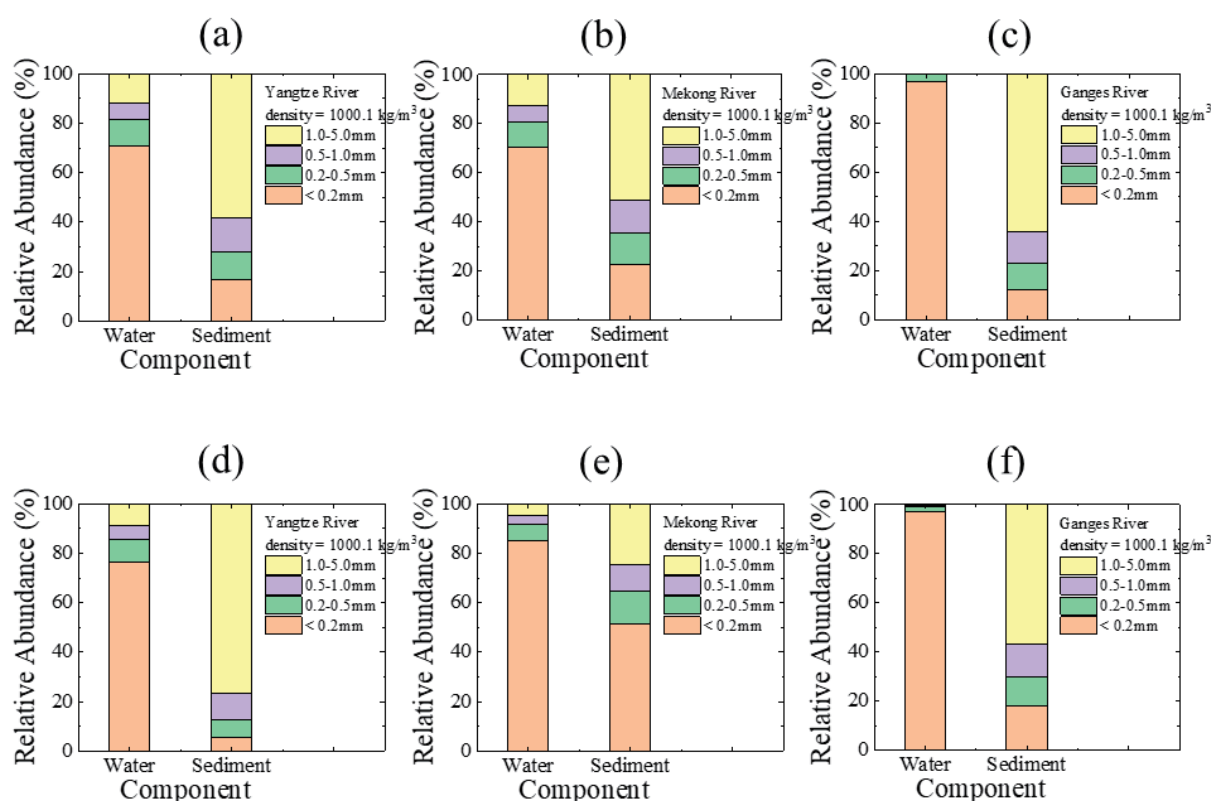 (a)
Relative Abundance (%)
100
80
60
40
20
0
Yangtze River
density = 1000.1 kg/m³
1.0-5.0mm
0.5-1.0mm
0.2-0.5mm
< 0.2mm
Water
Sediment
Component
(b)
Relative Abundance (%)
100
80
60
40
20
0
Mekong River
density = 1000.1 kg/m³
1.0-5.0mm
0.5-1.0mm
0.2-0.5mm
< 0.2mm
Water
Sediment
Component
(c)
Relative Abundance (%)
100
80
60
40
20
0
Ganges River
density = 1000.1 kg/m³
1.0-5.0mm
0.5-1.0mm
0.2-0.5mm
< 0.2mm
Water
Sediment
Component
(d)
Relative Abundance (%)
100
80
60
40
20
0
Yangtze River
density = 1000.1 kg/m³
1.0-5.0mm
0.5-1.0mm
0.2-0.5mm
< 0.2mm
Water
Sediment
Component
(e)
Relative Abundance (%)
100
80
60
40
20
0
Mekong River
density = 1000.1 kg/m³
1.0-5.0mm
0.5-1.0mm
0.2-0.5mm
< 0.2mm
Water
Sediment
Component
(f)
Relative Abundance (%)
100
80
60
40
20
0
Ganges River
density = 1000.1 kg/m³
1.0-5.0mm
0.5-1.0mm
0.2-0.5mm
< 0.2mm
Water
Sediment
Component